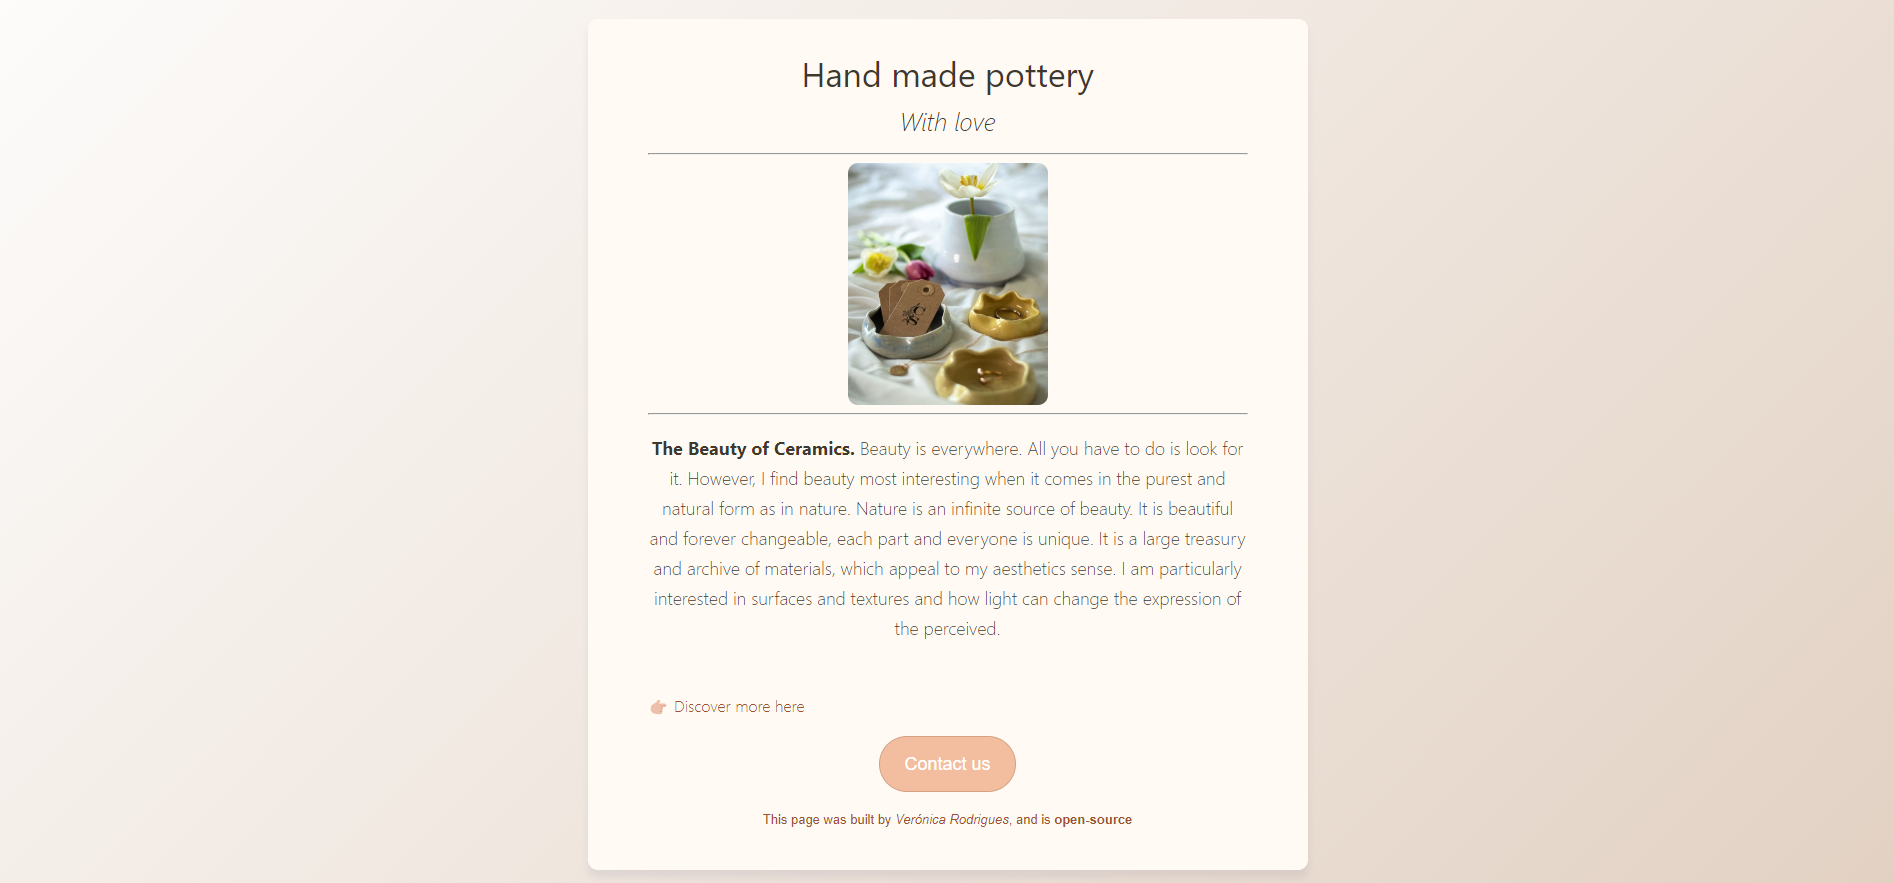 Hand made pottery
With love
The Beauty of Ceramics. Beauty is everywhere. All you have to do is look for
it. However, I find beauty most interesting when it comes in the purest and
natural form as in nature. Nature is an infinite source of beauty. It is beautiful
and forever changeable, each part and everyone is unique. It is a large treasury
and archive of materials, which appeal to my aesthetics sense. I am particularly
interested in surfaces and textures and how light can change the expression of
the perceived.
👉🏼 Discover more here
Contact us
This page was built by Verónica Rodrigues, and is open-source